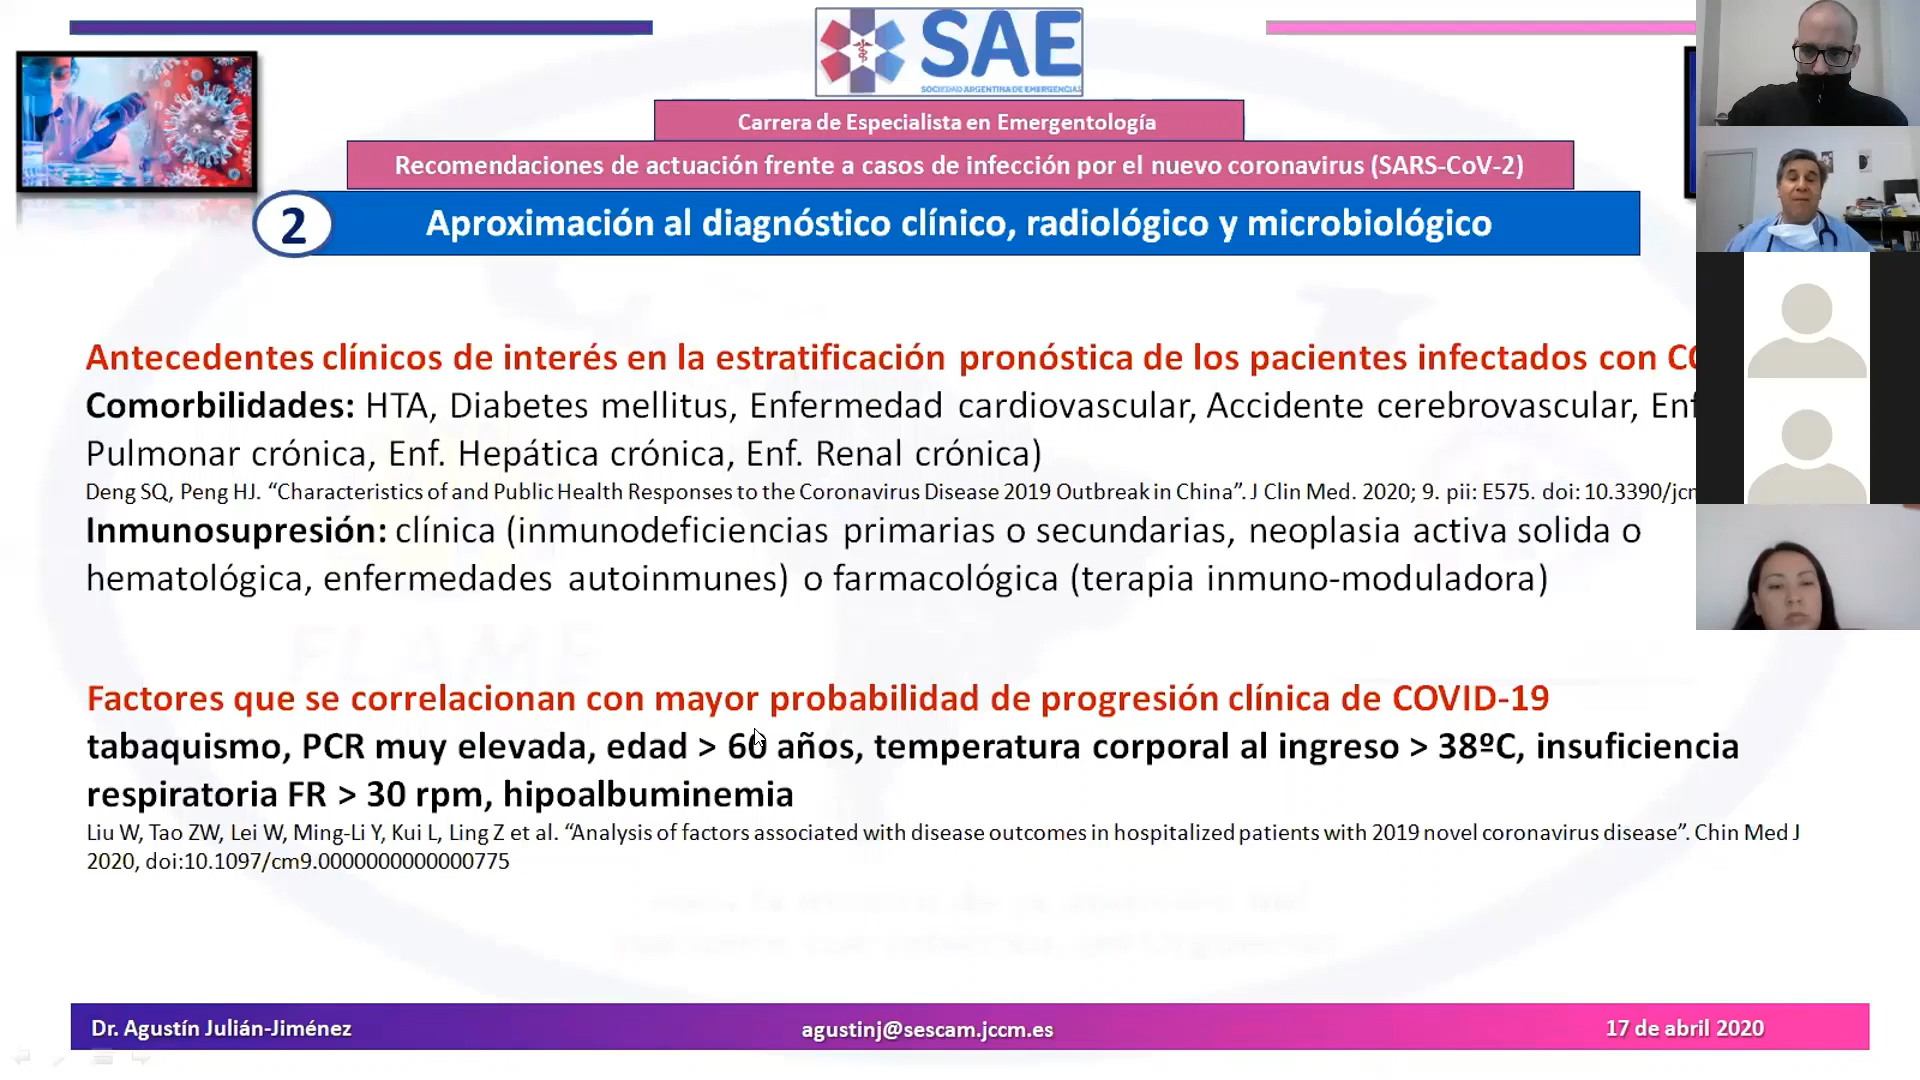 SAE
SOCIEDAD ARGENTINA DE EMERGENCIAS
Carrera de Especialista en Emergentología
Recomendaciones de actuación frente a casos de infección por el nuevo coronavirus (SARS-CoV-2)
2
Aproximación al diagnóstico clínico, radiológico y microbiológico
Antecedentes clínicos de interés en la estratificación pronóstica de los pacientes infectados con
Comorbilidades: HTA, Diabetes mellitus, Enfermedad cardiovascular, Accidente cerebrovascular,
Pulmonar crónica, Enf. Hepática crónica, Enf. Renal crónica)
Deng SQ, Peng HJ. “Characteristics of and Public Health Responses to the Coronavirus Disease 2019 Outbreak in China”. J Clin Med. 2020; 9. pii: E575. doi: 10.3390/jcm
Inmunosupresión: clínica (inmunodeficiencias primarias o secundarias, neoplasia activa solida o
hematológica, enfermedades autoinmunes) o farmacológica (terapia inmuno-moduladora)
FLAME
Factores que se correlacionan con mayor probabilidad de progresión clínica de COVID-19
tabaquismo, PCR muy elevada, edad > 60 años, temperatura corporal al ingreso > 38ºC, insuficiencia
respiratoria FR > 30 rpm, hipoalbuminemia
Liu W, Tao ZW, Lei W, Ming-Li Y, Kui L, Ling Z et al. “Analysis of factors associated with disease outcomes in hospitalized patients with 2019 novel coronavirus disease”. Chin Med J
2020, doi:10.1097/cm9.0000000000000775
Dr. Agustín Julián-Jiménez
agustinj@sescam.jccm.es
17 de abril 2020